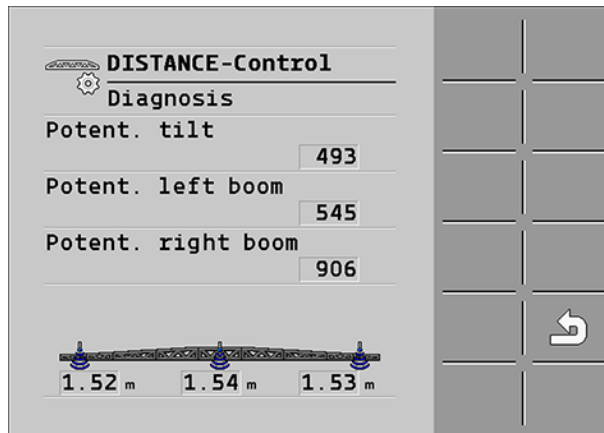 DISTANCE-Control
Diagnosis
Potent. tilt
493
Potent. left boom
545
Potent. right boom
906
1.52 m 1.54 m 1.53 m